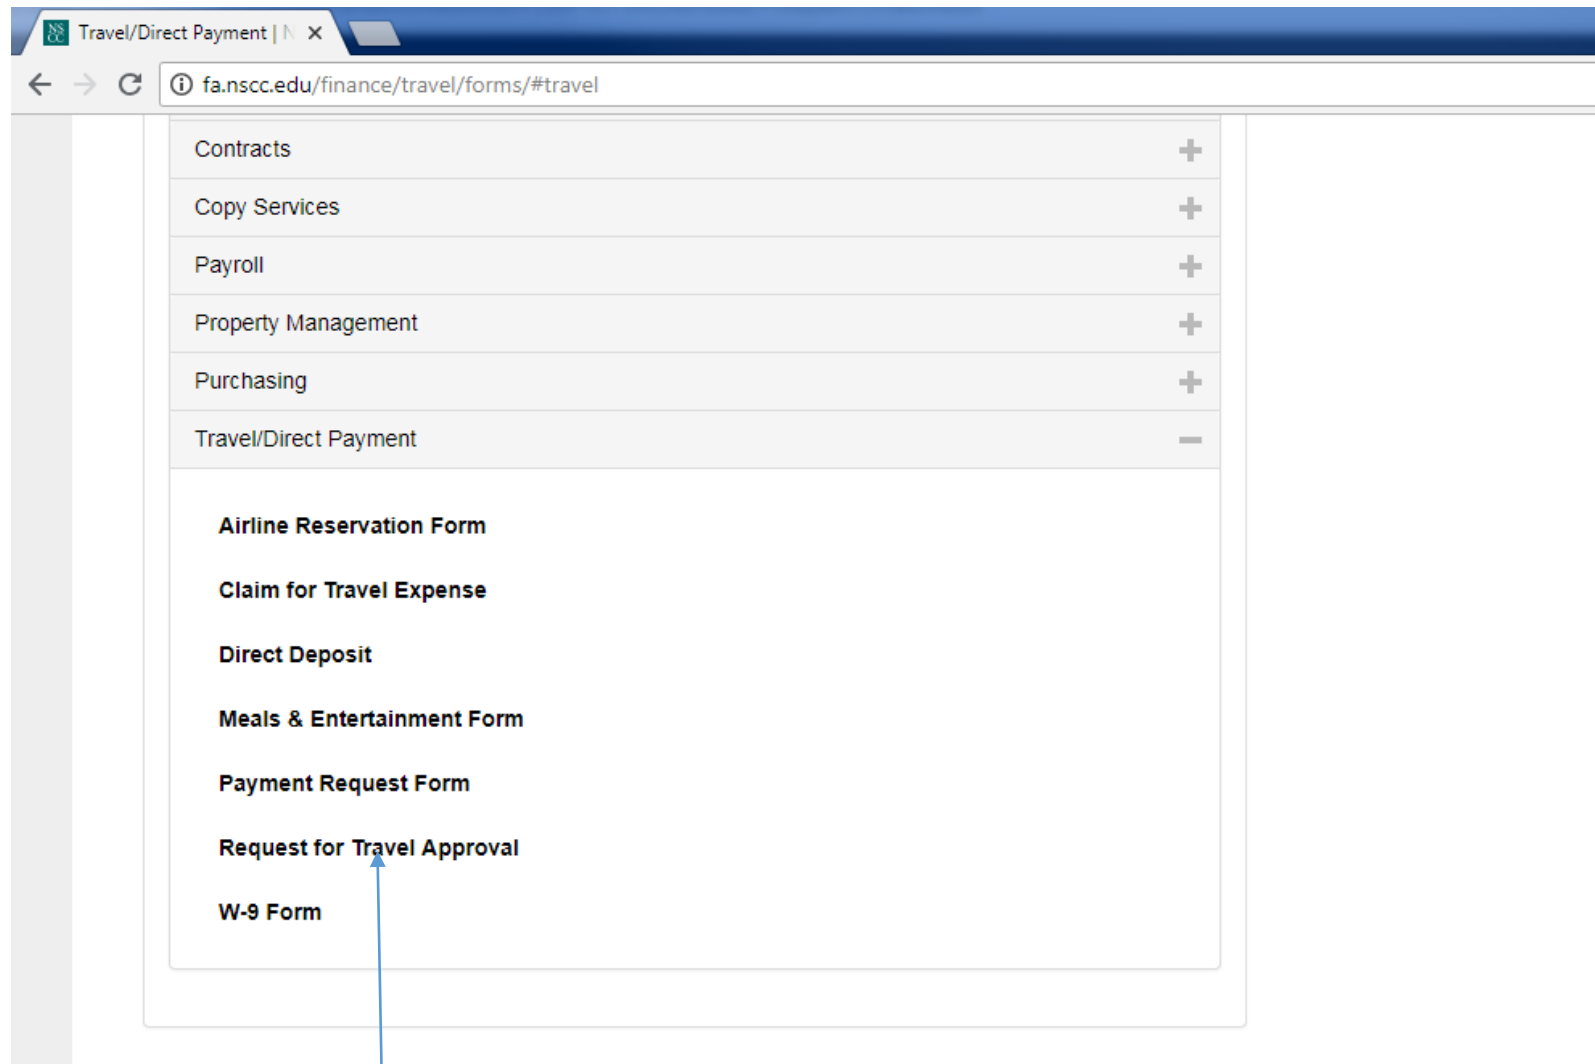 NS
CC
Travel/Direct Payment | N
fa.nscc.edu/finance/travel/forms/#travel
Contracts
Copy Services
Payroll
Property Management
Purchasing
Travel/Direct Payment
Airline Reservation Form
Claim for Travel Expense
Direct Deposit
Meals & Entertainment Form
Payment Request Form
Request for Travel Approval
W-9 Form